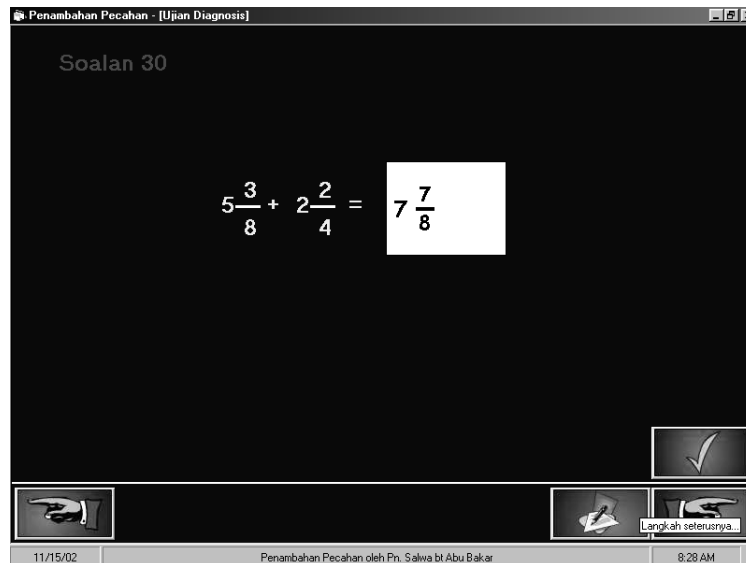 Penambahan Pecahan - [Ujian Diagnosis]
Soalan 30
5 3/8 + 2 2/4 = 7 7/8
Langkah seterusnya...
11/15/02 Penambahan Pecahan oleh Pn. Salwa bt Abu Bakar 8:28 AM